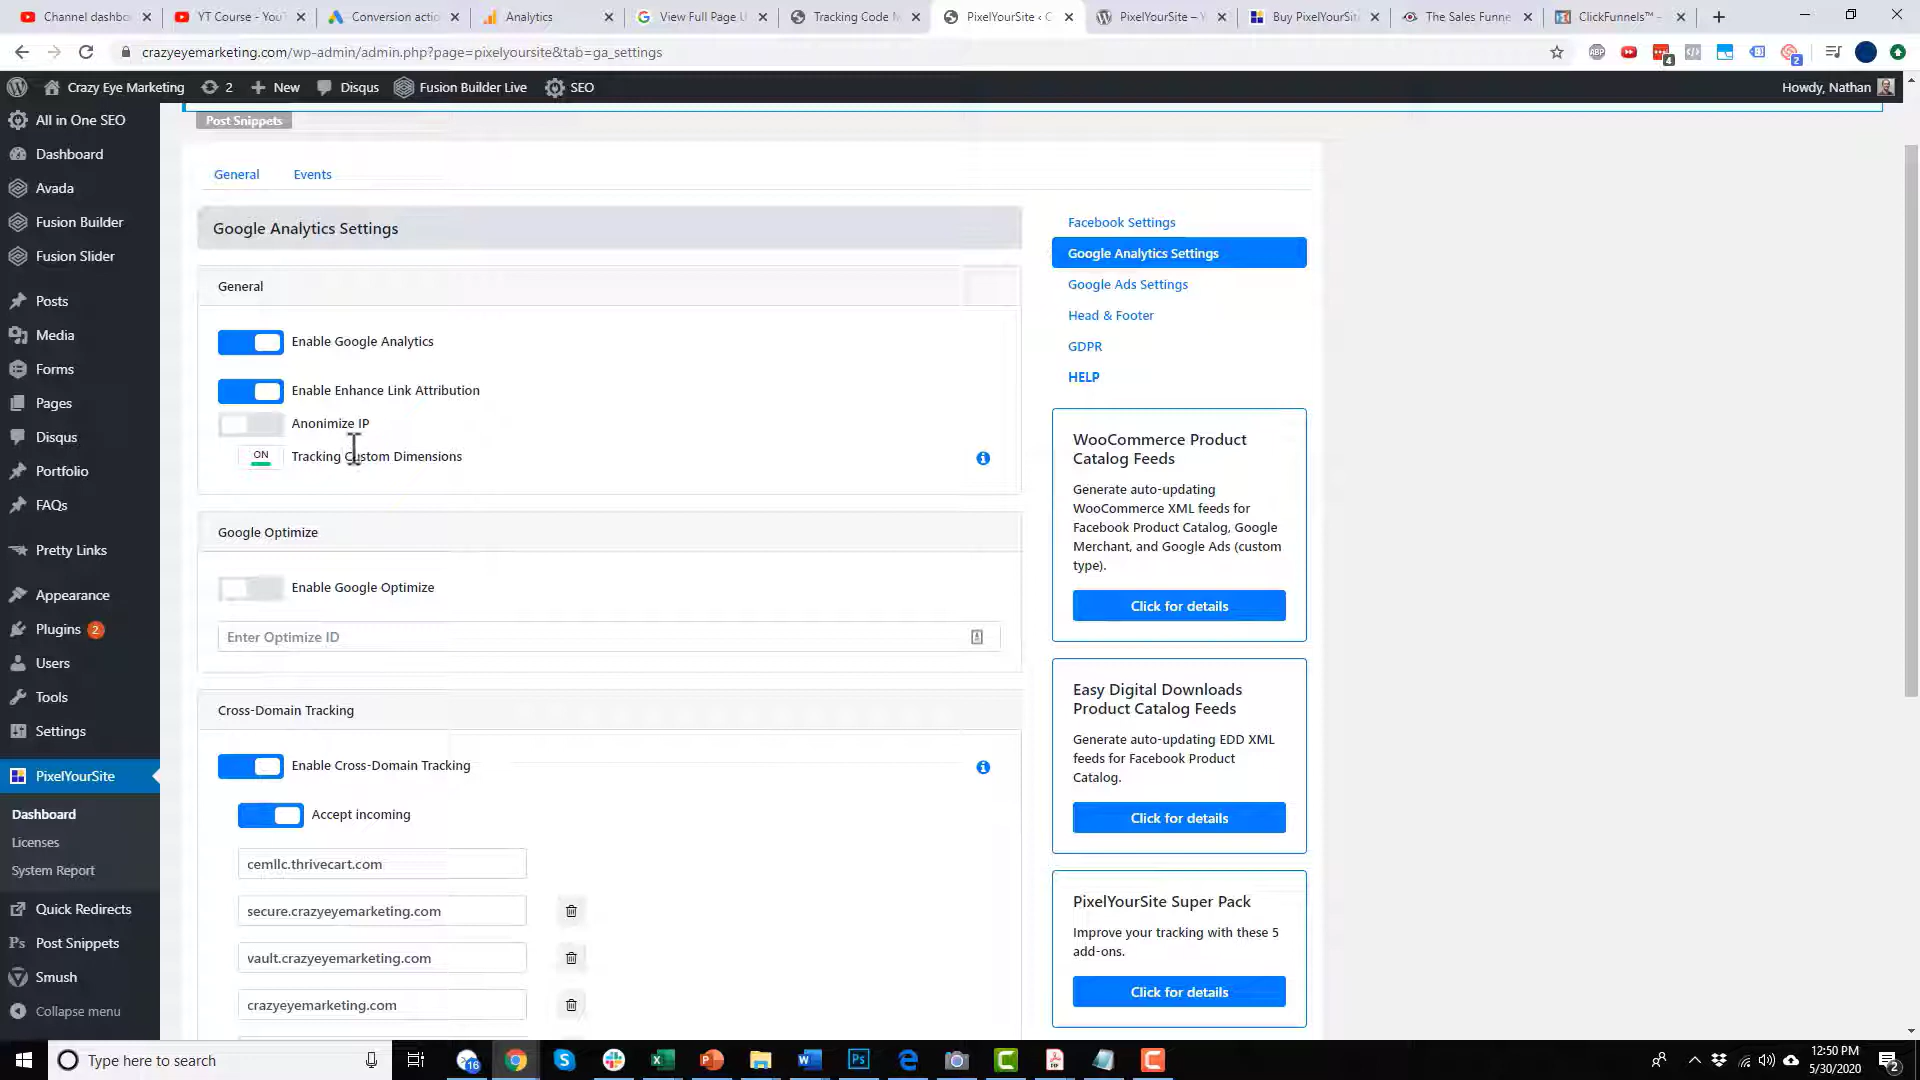 Channel dashbo
YT Course - You
Conversion actio
Analytics
View Full Page U
Tracking Code M
PixelYourSite ‹ C
PixelYourSite – Y
Buy PixelYourSit
The Sales Funne
ClickFunnels™ –
crazyeyemarketing.com/wp-admin/admin.php?page=pixelyoursite&tab=ga_settings
ABP
4
2
Crazy Eye Marketing
2
New
Disqus
Fusion Builder Live
SEO
Howdy, Nathan
All in One SEO
Dashboard
Avada
Fusion Builder
Fusion Slider
Posts
Media
Forms
Pages
Disqus
Portfolio
FAQs
Pretty Links
Appearance
Plugins 2
Users
Tools
Settings
PixelYourSite
Dashboard
Licenses
System Report
Quick Redirects
Ps Post Snippets
Smush
Collapse menu
Post Snippets
General
Events
Google Analytics Settings
General
Enable Google Analytics
Enable Enhance Link Attribution
Anonimize IP
ON
Tracking Custom Dimensions
Google Optimize
Enable Google Optimize
Enter Optimize ID
Cross-Domain Tracking
Enable Cross-Domain Tracking
Accept incoming
cemllc.thrivecart.com
secure.crazyeyemarketing.com
vault.crazyeyemarketing.com
crazyeyemarketing.com
Facebook Settings
Google Analytics Settings
Google Ads Settings
Head & Footer
GDPR
HELP
WooCommerce Product
Catalog Feeds
Generate auto-updating
WooCommerce XML feeds for
Facebook Product Catalog, Google
Merchant, and Google Ads (custom
type).
Click for details
Easy Digital Downloads
Product Catalog Feeds
Generate auto-updating EDD XML
feeds for Facebook Product
Catalog.
Click for details
PixelYourSite Super Pack
Improve your tracking with these 5
add-ons.
Click for details
Type here to search
16
12:50 PM
5/30/2020
2